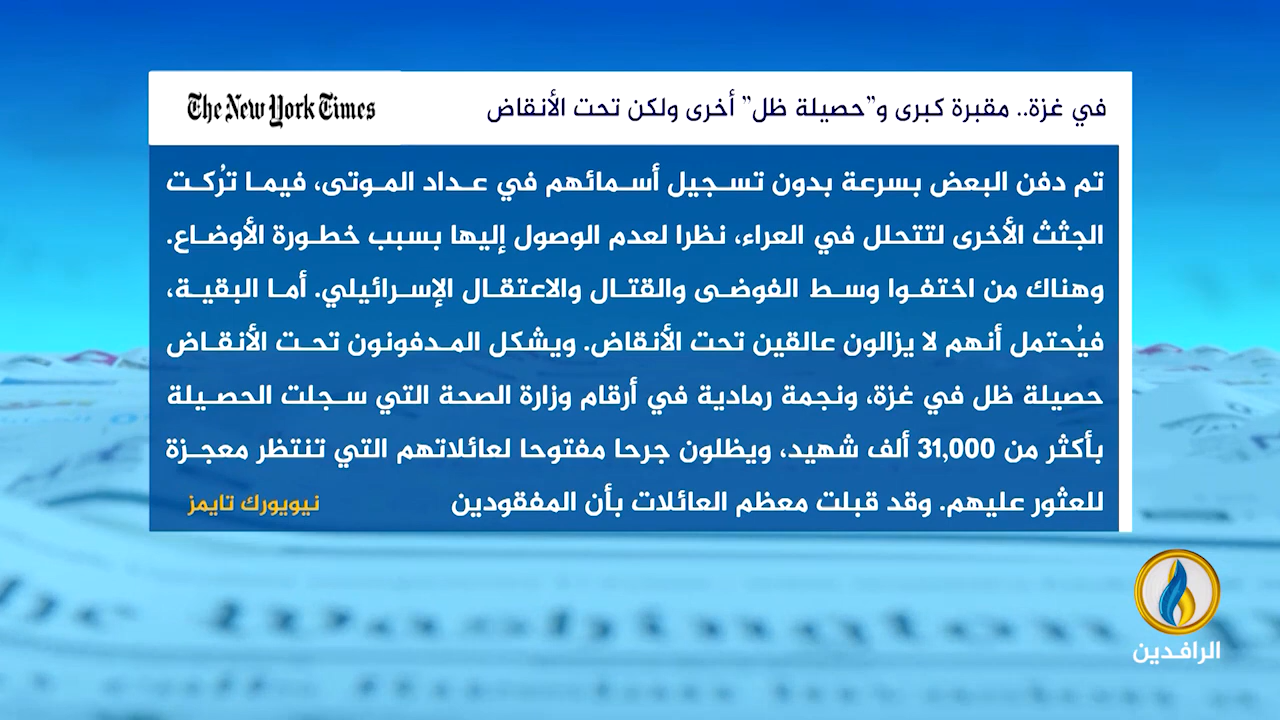 في غزة.. مقبرة كبرى و”حصيلة ظل” أخرى ولكن تحت الأنقاض
The New York Times
تم دفن البعض بسرعة بدون تسجيل أسمائهم في عداد الموتى، فيما تُركت
الجثث الأخرى لتتحلل في العراء، نظرا لعدم الوصول إليها بسبب خطورة الأوضاع.
وهناك من اختفوا وسط الفوضى والقتال والاعتقال الإسرائيلي. أما البقية،
فيُحتمل أنهم لا يزالون عالقين تحت الأنقاض. ويشكل المدفونون تحت الأنقاض
حصيلة ظل في غزة، ونجمة رمادية في أرقام وزارة الصحة التي سجلت الحصيلة
بأكثر من 31,000 ألف شهيد، ويظلون جرحا مفتوحا لعائلاتهم التي تنتظر معجزة
للعثور عليهم. وقد قبلت معظم العائلات بأن المفقودين
نيويورك تايمز
الرافدين